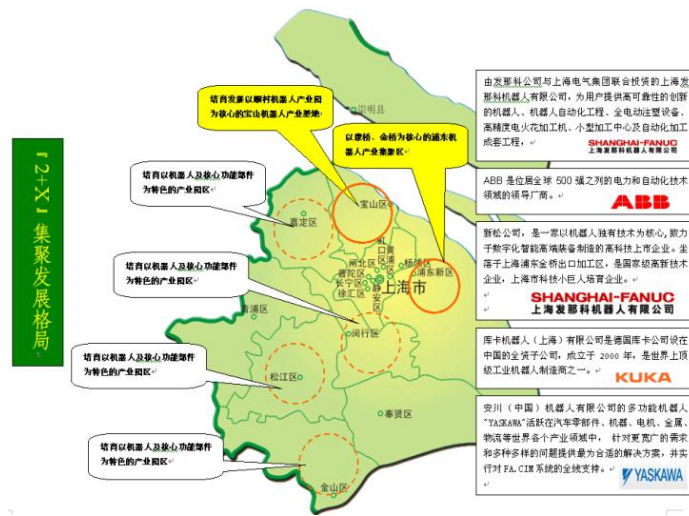 『2+X』集聚发展格局
培育发展以顾村机器人产业园
为核心的宝山机器人产业基地
以康桥、金桥为核心的浦东机
器人产业集聚区
培育以机器人及核心功能部件
为特色的产业园区
培育以机器人及核心功能部件
为特色的产业园区
培育以机器人及核心功能部件
为特色的产业园区
培育以机器人及核心功能部件
为特色的产业园区
崇明县
宝山区
嘉定区
虹口区
黄浦区
闸北区
杨浦区
普陀区
浦东新区
长宁区
静安区
徐汇区
上海市
青浦区
闵行区
松江区
奉贤区
金山区
由发那科公司与上海电气集团联合投资的上海发
那科机器人有限公司，为用户提供高可靠性的创新
的机器人、机器人自动化工程、全电动注塑设备、
高精度电火花加工机、小型加工中心及自动化加工
成套工程，
SHANGHAI-FANUC
上海发那科机器人有限公司
ABB 是位居全球 500 强之列的电力和自动化技术
领域的领导厂商。
ABB
新松公司，是一家以机器人独有技术为核心，致力
于数字化智能高端装备制造的高科技上市企业。坐
落于上海浦东金桥出口加工区，是国家级高新技术
企业，上海市科技小巨人培育企业。
SHANGHAI-FANUC
上海发那科机器人有限公司
库卡机器人（上海）有限公司是德国库卡公司设在
中国的全资子公司，成立于 2000 年，是世界上顶
级工业机器人制造商之一。
KUKA
安川（中国）机器人有限公司的多功能机器人
"YASKAWA"活跃在汽车零部件、机器、电机、金属、
物流等世界各个产业领域中， 针对更宽广的需求
和多种多样的问题提供最为合适的解决方案，并实
行对 FA.CIM 系统的全线支持。
YASKAWA